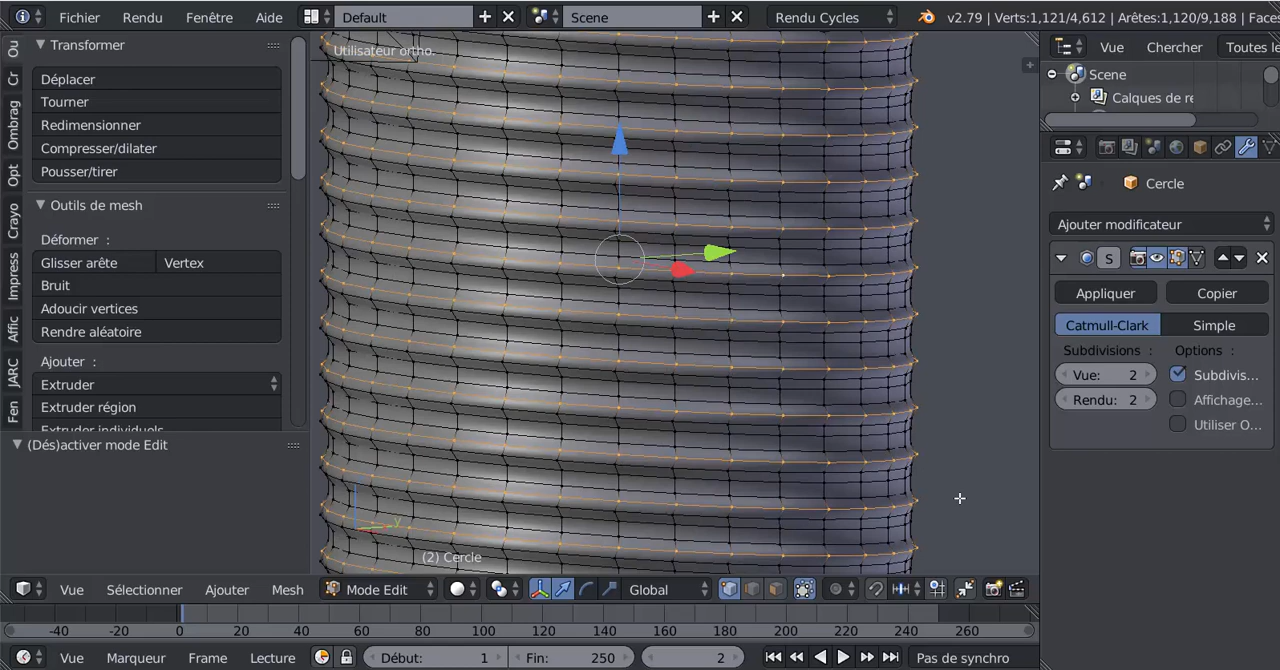 Fichier Rendu Fenêtre Aide Default Scene Rendu Cycles v2.79 | Verts:1,121/4,612 | Arêtes:1,120/9,188 | Faces
Ou
Cr
Ombrag
Opt
Crayo
Impress
Affic
JARC
Fen
Transformer
Déplacer
Tourner
Redimensionner
Compresser/dilater
Pousser/tirer
Outils de mesh
Déformer :
Glisser arête Vertex
Bruit
Adoucir vertices
Rendre aléatoire
Ajouter :
Extruder
Extruder région
Extruder individuels
(Dés)activer mode Edit
Utilisateur ortho.
y
(2) Cercle
Vue Chercher Toutes le
Scene
Calques de re
Cercle
Ajouter modificateur
S
Appliquer Copier
Catmull-Clark Simple
Subdivisions : Options :
Vue: 2 Subdivis...
Rendu: 2 Affichage...
Utiliser O...
Vue Sélectionner Ajouter Mesh Mode Edit Global
-40 -20 0 20 40 60 80 100 120 140 160 180 200 220 240 260
Vue Marqueur Frame Lecture Début: 1 Fin: 250 2 Pas de synchro